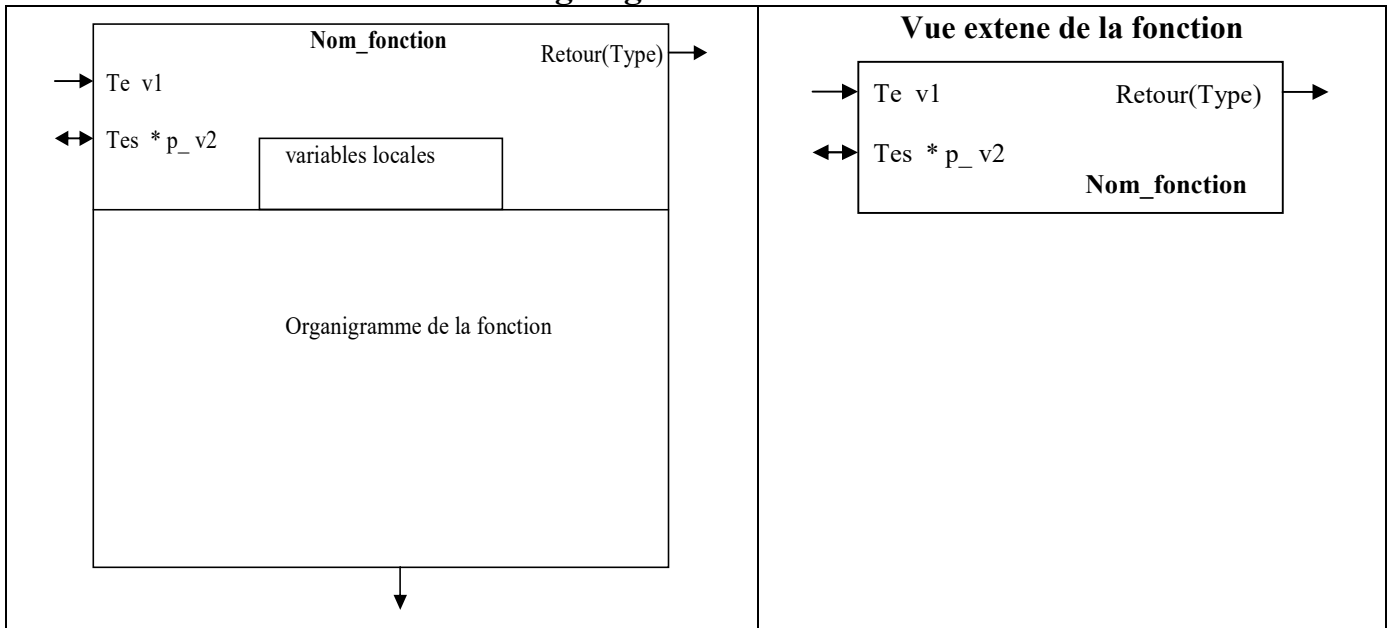 Nom_fonction
Retour(Type)
Te v1
Tes * p_ v2
variables locales
Organigramme de la fonction
Vue extene de la fonction
Te v1
Retour(Type)
Tes * p_ v2
Nom_fonction